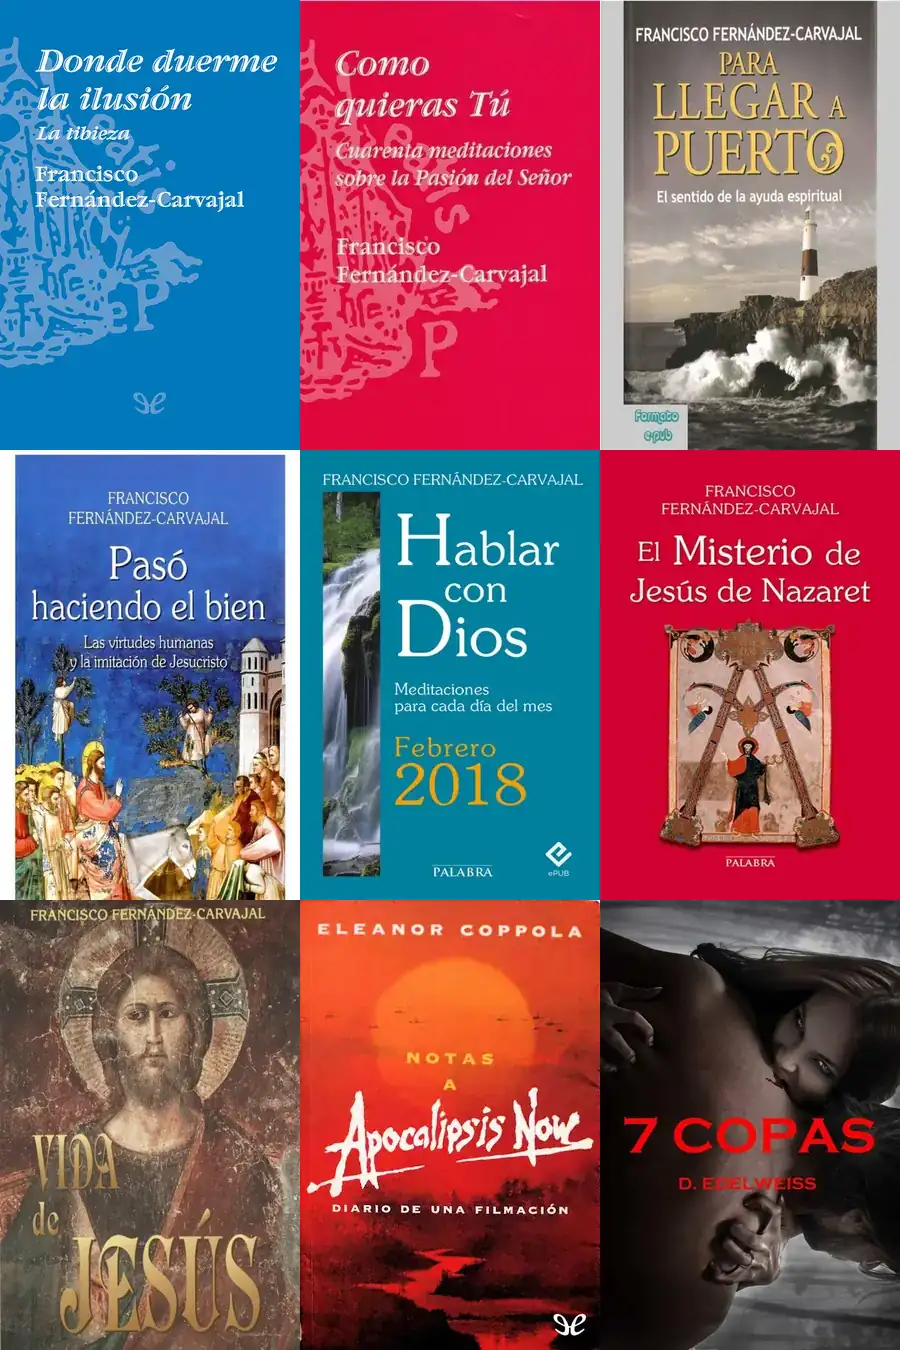 Donde duerme
la ilusión
La tibieza
Francisco
Fernández-Carvajal
Como
quieras Tú
Cuarenta meditaciones
sobre la Pasión del Señor
Francisco
Fernández-Carvajal
P
FRANCISCO FERNÁNDEZ-CARVAJAL
PARA
LLEGAR A
PUERTO
El sentido de la ayuda espiritual
Formato
e-pub
FRANCISCO
FERNÁNDEZ-CARVAJAL
Pasó
haciendo el bien
Las virtudes humanas
y la imitación de Jesucristo
FRANCISCO FERNÁNDEZ-CARVAJAL
Hablar
con
Dios
Meditaciones
para cada día del mes
Febrero
2018
PALABRA
ePUB
FRANCISCO
FERNÁNDEZ-CARVAJAL
El Misterio de
Jesús de Nazaret
PALABRA
FRANCISCO FERNÁNDEZ-CARVAJAL
VIDA
de
JESÚS
ELEANOR COPPOLA
NOTAS
A
Apocalipsis Now
DIARIO DE UNA FILMACIÓN
7 COPAS
D. EDELWEISS